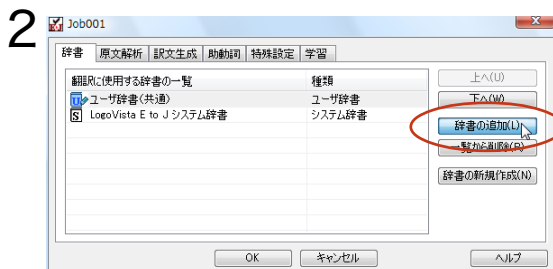 2
Job001
辞書 原文解析 訳文生成 助動詞 特殊設定 学習
翻訳に使用する辞書の一覧 種類
ユーザ辞書(共通) ユーザ辞書
LogoVista E to J システム辞書 システム辞書
上へ(U)
下へ(W)
辞書の追加(L)
一覧から削除(R)
辞書の新規作成(N)
OK キャンセル ヘルプ